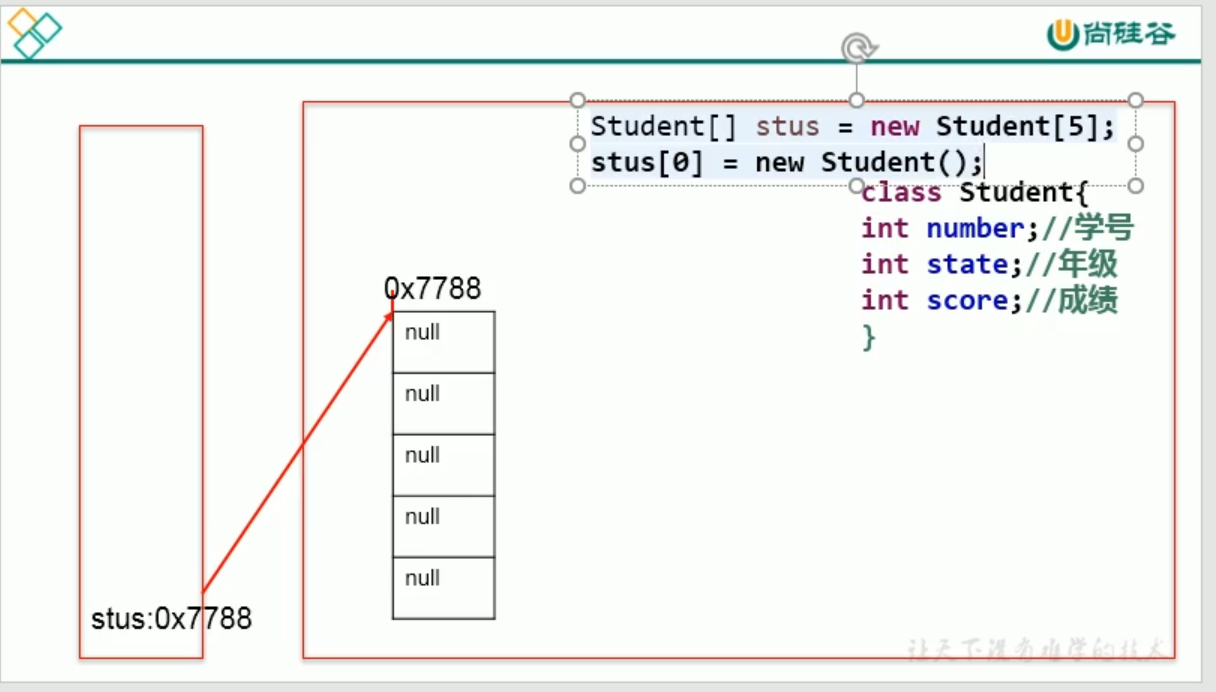 尚硅谷
Student[] stus = new Student[5];
stus[0] = new Student();
class Student{
int number;//学号
int state;//年级
int score;//成绩
}
0x7788
null
null
null
null
null
stus:0x7788
让天下没有难学的技术